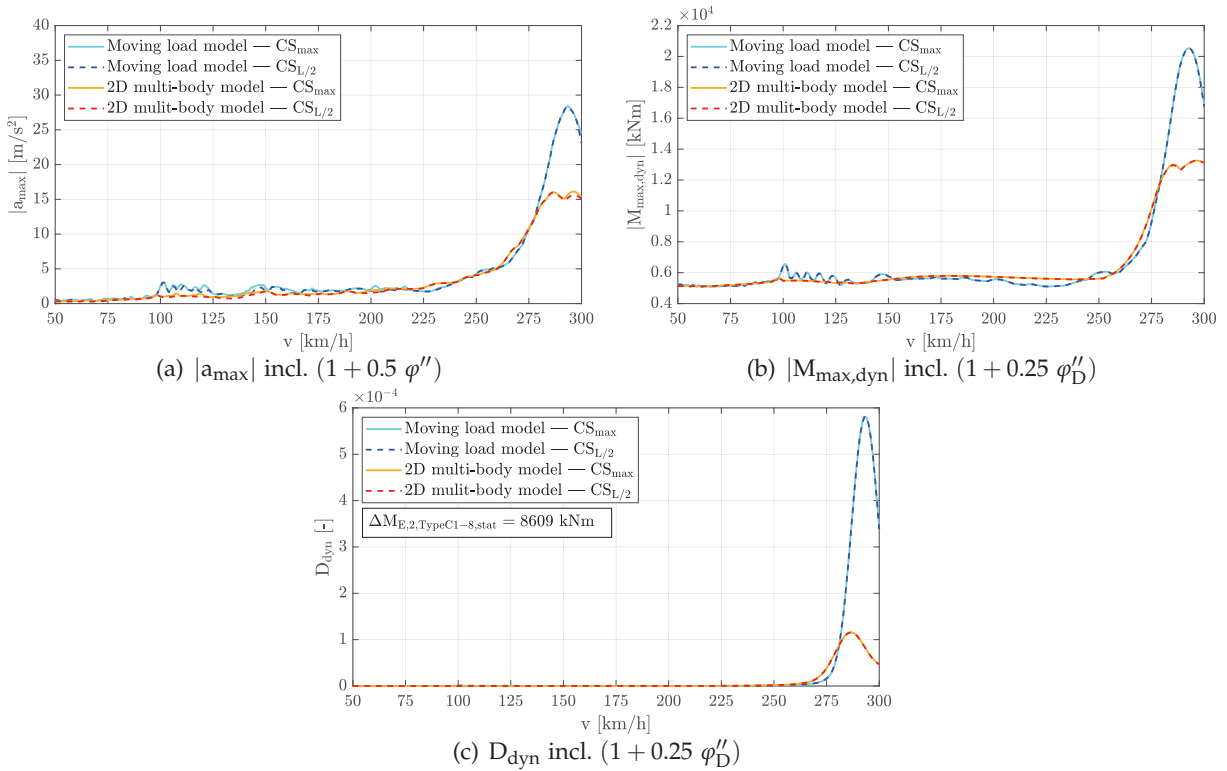 40
35
30
25
20
15
10
5
0
|a_max| [m/s²]
Moving load model — CS_max
Moving load model — CS_L/2
2D multi-body model — CS_max
2D mulit-body model — CS_L/2
50 75 100 125 150 175 200 225 250 275 300
v [km/h]
(a) |a_max| incl. (1 + 0.5 φ″)
×10⁴
2.2
2.0
1.8
1.6
1.4
1.2
1.0
0.8
0.6
0.4
|M_max,dyn| [kNm]
Moving load model — CS_max
Moving load model — CS_L/2
2D multi-body model — CS_max
2D mulit-body model — CS_L/2
50 75 100 125 150 175 200 225 250 275 300
v [km/h]
(b) |M_max,dyn| incl. (1 + 0.25 φ″_D)
×10⁻⁴
6
5
4
3
2
1
0
D_dyn [-]
Moving load model — CS_max
Moving load model — CS_L/2
2D multi-body model — CS_max
2D mulit-body model — CS_L/2
ΔM_E,2,TypeC1−8,stat = 8609 kNm
50 75 100 125 150 175 200 225 250 275 300
v [km/h]
(c) D_dyn incl. (1 + 0.25 φ″_D)